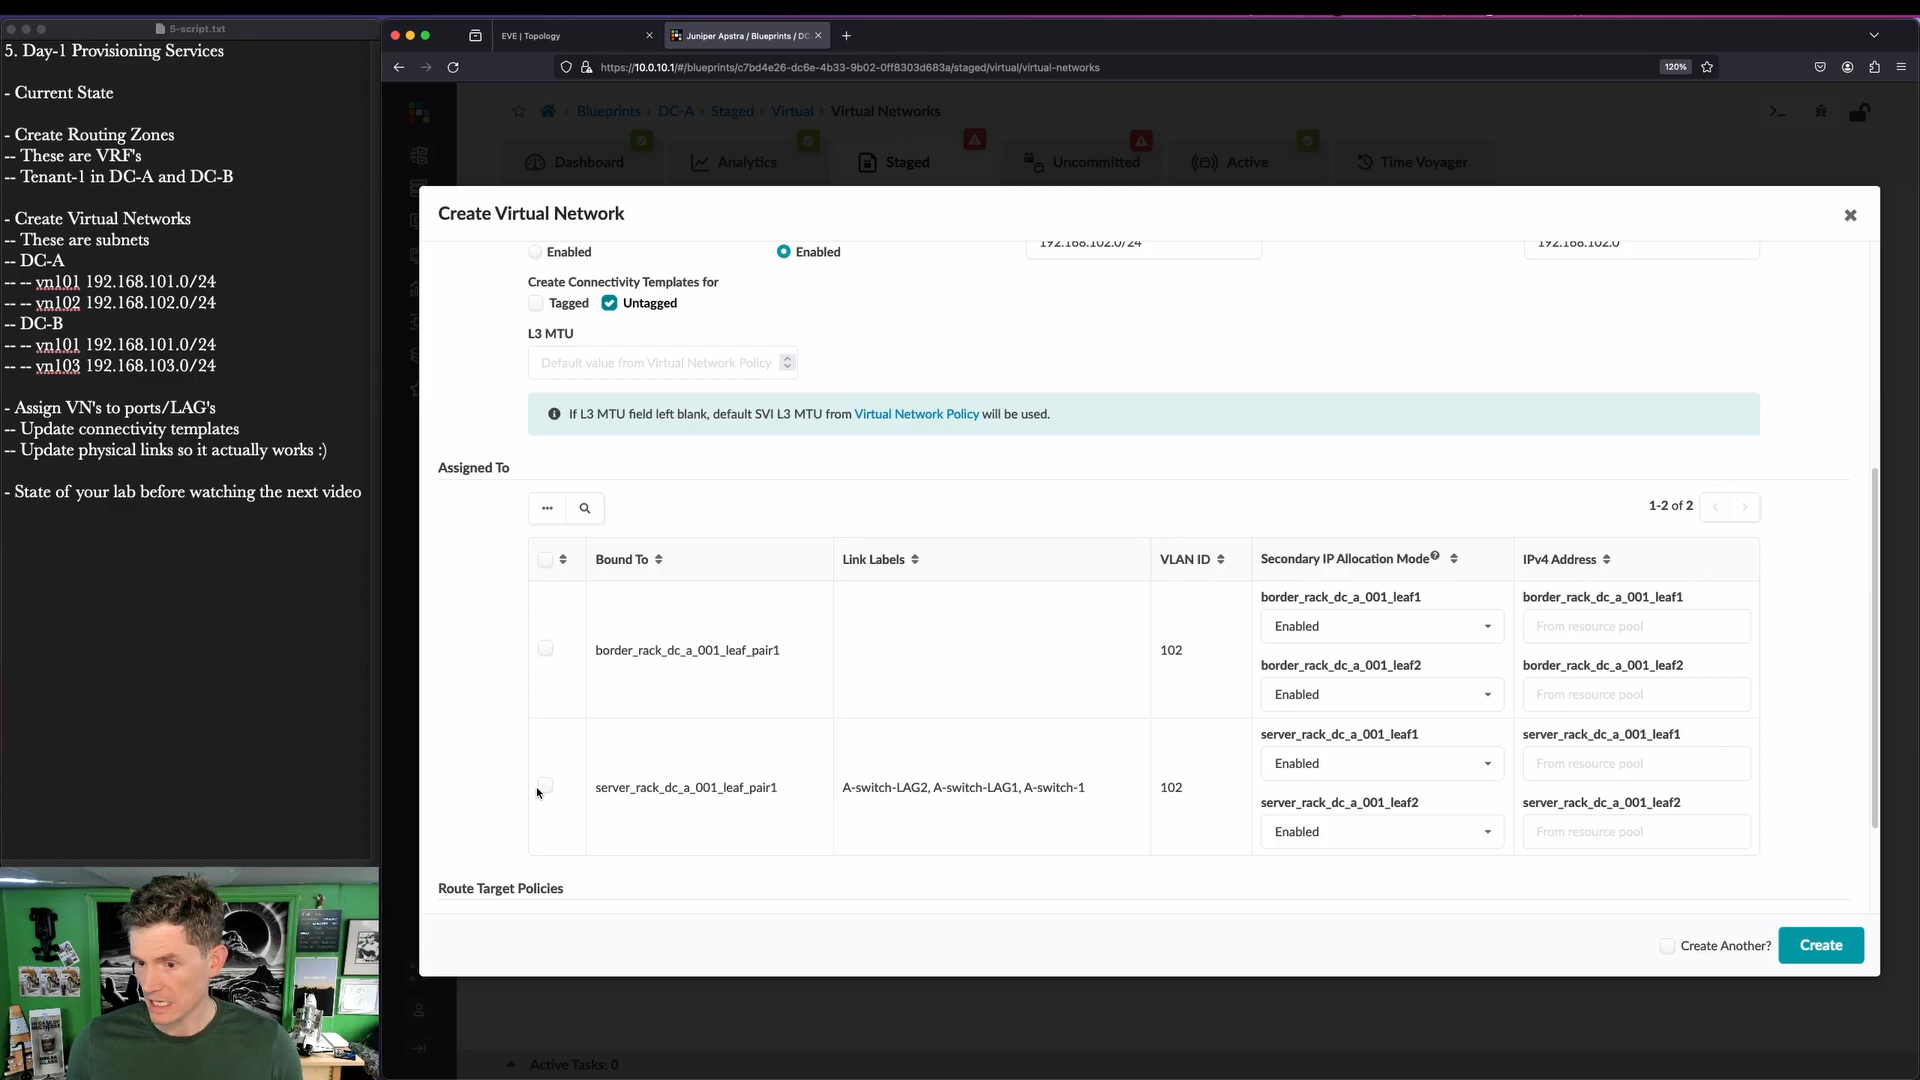 5-script.txt
5. Day-1 Provisioning Services
- Current State
- Create Routing Zones
-- These are VRF's
-- Tenant-1 in DC-A and DC-B
- Create Virtual Networks
-- These are subnets
-- DC-A
-- -- vn101 192.168.101.0/24
-- -- vn102 192.168.102.0/24
-- DC-B
-- -- vn101 192.168.101.0/24
-- -- vn103 192.168.103.0/24
- Assign VN's to ports/LAG's
-- Update connectivity templates
-- Update physical links so it actually works :)
- State of your lab before watching the next video
EVE | Topology
Juniper Apstra / Blueprints / DC
https://10.0.10.1/#/blueprints/c7bd4e26-dc6e-4b33-9b02-0ff8303d683a/staged/virtual/virtual-networks
120%
Blueprints DC-A Staged Virtual Virtual Networks
Dashboard Analytics Staged Uncommitted Active Time Voyager
Create Virtual Network
192.168.102.0/24 192.168.102.0
Enabled Enabled
Create Connectivity Templates for
Tagged Untagged
L3 MTU
Default value from Virtual Network Policy
If L3 MTU field left blank, default SVI L3 MTU from Virtual Network Policy will be used.
Assigned To
1-2 of 2
Bound To Link Labels VLAN ID Secondary IP Allocation Mode IPv4 Address
border_rack_dc_a_001_leaf1 border_rack_dc_a_001_leaf1
Enabled From resource pool
border_rack_dc_a_001_leaf_pair1 102
border_rack_dc_a_001_leaf2 border_rack_dc_a_001_leaf2
Enabled From resource pool
server_rack_dc_a_001_leaf1 server_rack_dc_a_001_leaf1
Enabled From resource pool
server_rack_dc_a_001_leaf_pair1 A-switch-LAG2, A-switch-LAG1, A-switch-1 102
server_rack_dc_a_001_leaf2 server_rack_dc_a_001_leaf2
Enabled From resource pool
Route Target Policies
Create Another? Create
Active Tasks: 0